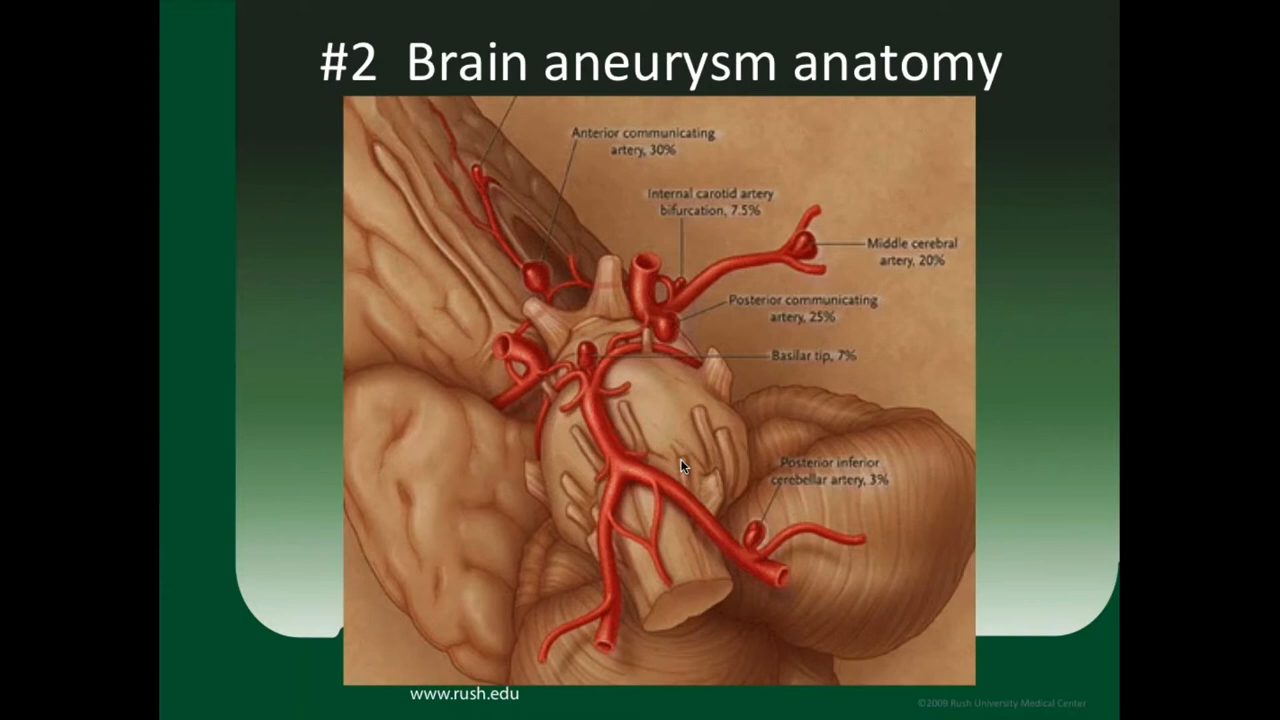 #2 Brain aneurysm anatomy
Anterior communicating
artery, 30%
Internal carotid artery
bifurcation, 7.5%
Middle cerebral
artery, 20%
Posterior communicating
artery, 25%
Basilar tip, 7%
Posterior inferior
cerebellar artery, 3%
www.rush.edu
©2009 Rush University Medical Center